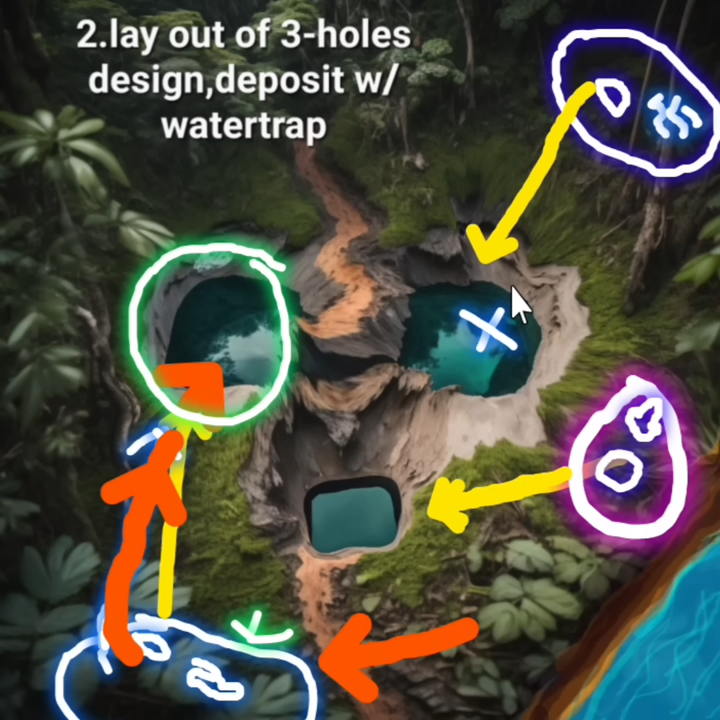 2.lay out of 3-holes
design,deposit w/
watertrap